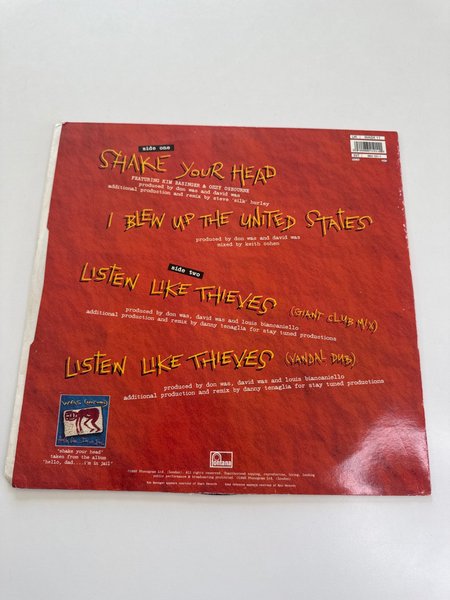 side one
SHAKE YOUR HEAD
FEATURING KIM BASINGER & OZZY OSBOURNE
produced by don was and david was
additional production and remix by steve 'silk' hurley
I BLEW UP THE UNITED STATES
produced by don was and david was
mixed by keith cohen
side two
LISTEN LIKE THIEVES (GIANT CLUB MIX)
produced by don was, david was and louis biancaniello
additional production and remix by danny tenaglia for stay tuned productions
LISTEN LIKE THIEVES (VANDAL DUB)
produced by don was, david was and louis biancaniello
additional production and remix by danny tenaglia for stay tuned productions
'shake your head'
taken from the album
'hello, dad....i'm in jail'
fontana